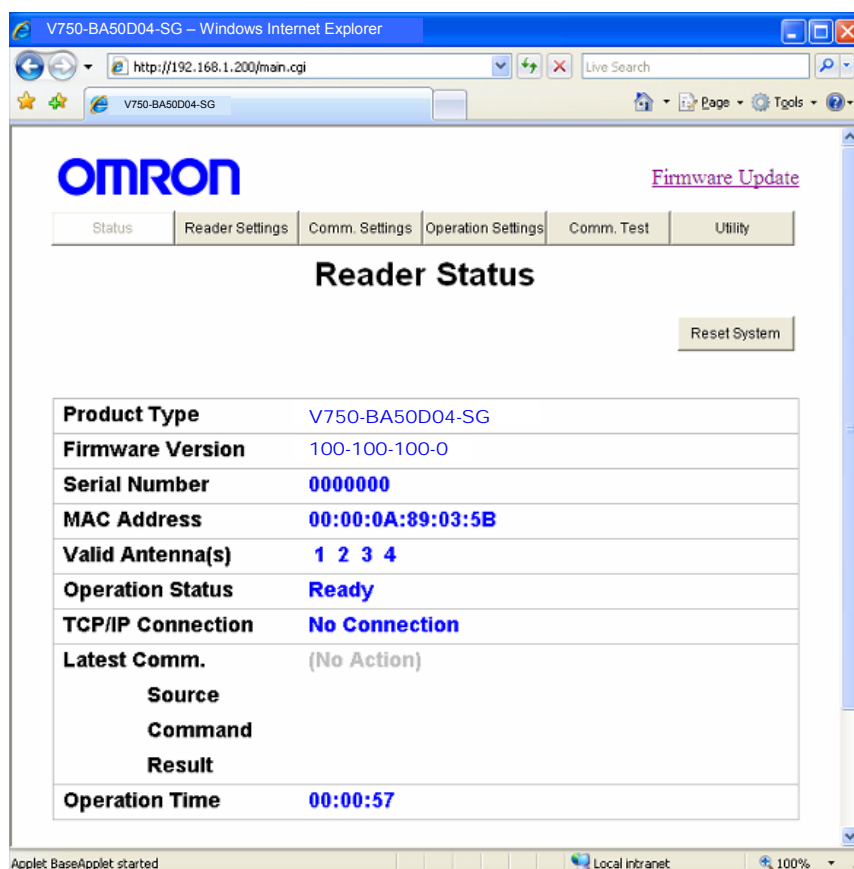 V750-BA50D04-SG – Windows Internet Explorer
http://192.168.1.200/main.cgi Live Search
V750-BA50D04-SG Page Tools
OMRON Firmware Update
Status Reader Settings Comm. Settings Operation Settings Comm. Test Utility
Reader Status
Reset System
Product Type V750-BA50D04-SG
Firmware Version 100-100-100-0
Serial Number 0000000
MAC Address 00:00:0A:89:03:5B
Valid Antenna(s) 1 2 3 4
Operation Status Ready
TCP/IP Connection No Connection
Latest Comm. (No Action)
Source
Command
Result
Operation Time 00:00:57
Applet BaseApplet started Local intranet 100%